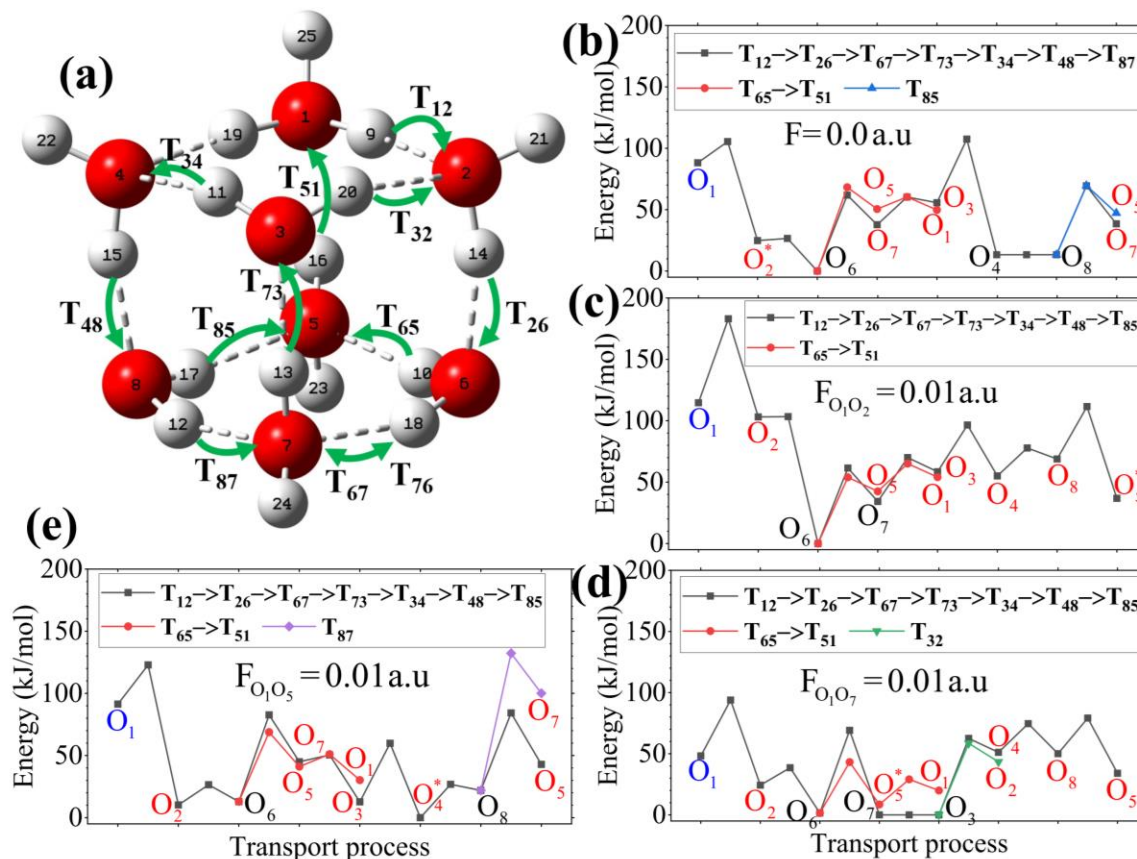 (a)
25
T₁₂
22
19
1
9
21
T₃₄
4
11
T₅₁
20
2
3
T₃₂
15
16
14
T₇₃
T₄₈
T₈₅
5
T₆₅
T₂₆
13
8
17
23
10
6
12
7
18
T₈₇
T₆₇
T₇₆
24
(b)
200
150
100
50
0
Energy (kJ/mol)
T₁₂–>T₂₆–>T₆₇–>T₇₃–>T₃₄–>T₄₈–>T₈₇
T₆₅–>T₅₁ T₈₅
F=0.0 a.u
O₁
O₂*
O₆
O₅
O₇
O₁
O₃
O₄
O₈
O₅
O₇
(c)
200
150
100
50
0
Energy (kJ/mol)
T₁₂–>T₂₆–>T₆₇–>T₇₃–>T₃₄–>T₄₈–>T₈₅
T₆₅–>T₅₁
F_O₁O₂ = 0.01a.u
O₁
O₂
O₆
O₅
O₇
O₃
O₁
O₄
O₈
(e)
200
150
100
50
0
Energy (kJ/mol)
T₁₂–>T₂₆–>T₆₇–>T₇₃–>T₃₄–>T₄₈–>T₈₅
T₆₅–>T₅₁ T₈₇
F_O₁O₅ = 0.01a.u
O₁
O₂
O₆
O₇
O₅
O₁
O₃
O₄*
O₈
O₇
O₅
Transport process
(d)
200
150
100
50
0
Energy (kJ/mol)
T₁₂–>T₂₆–>T₆₇–>T₇₃–>T₃₄–>T₄₈–>T₈₅
T₆₅–>T₅₁ T₃₂
F_O₁O₇ = 0.01a.u
O₁
O₂
O₆
O₇
O₅*
O₁
O₃
O₄
O₂
O₈
O₅
Transport process